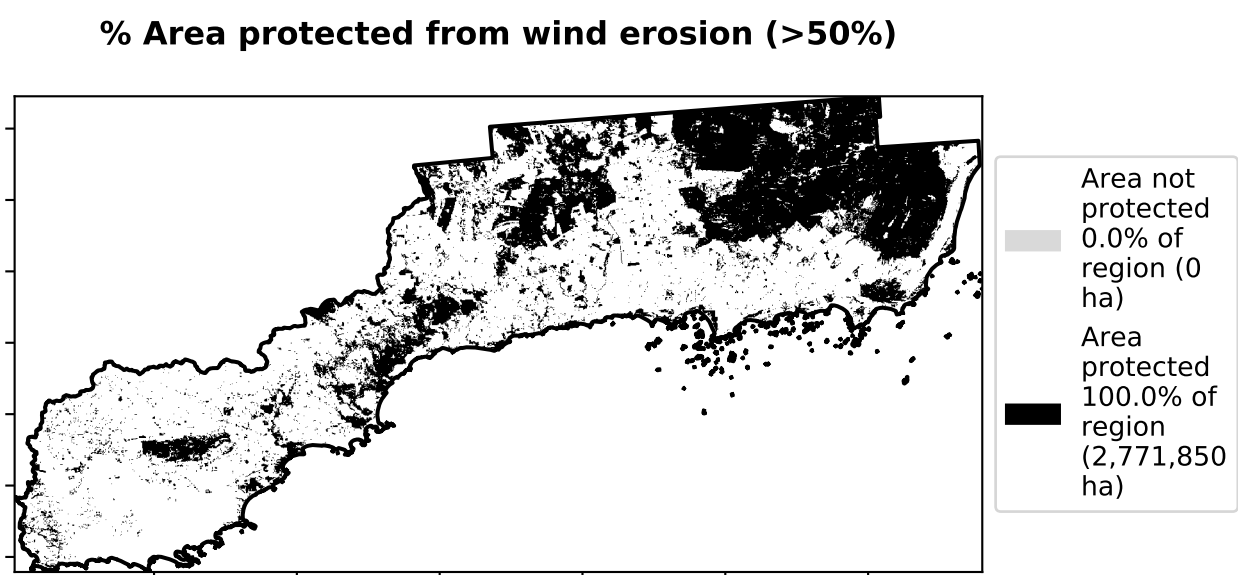 % Area protected from wind erosion (>50%)
Area not
protected
0.0% of
region (0
ha)
Area
protected
100.0% of
region
(2,771,850
ha)